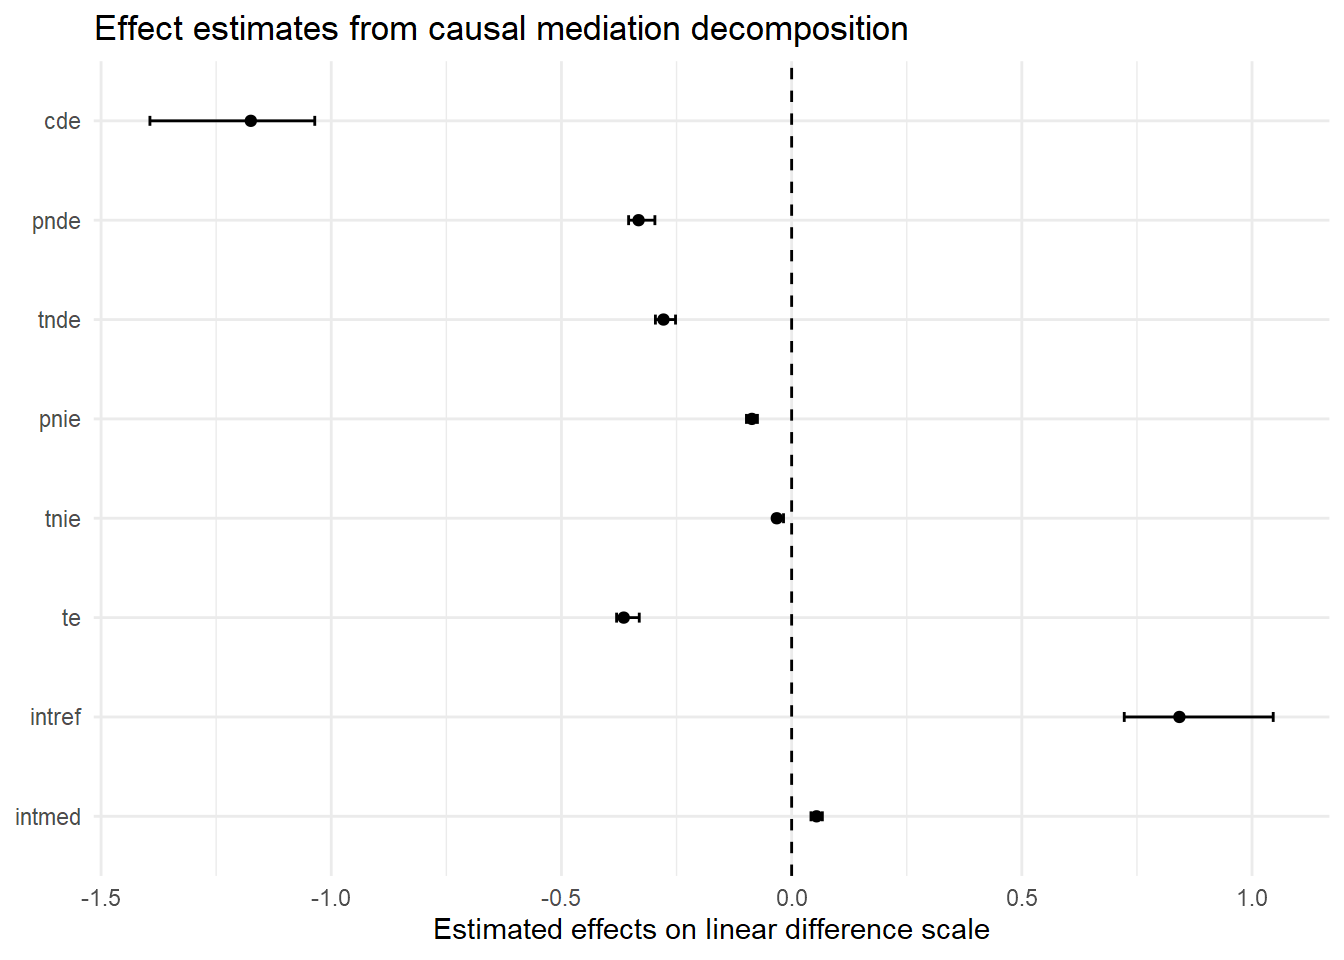 Effect estimates from causal mediation decomposition
cde
pnde
tnde
pnie
tnie
te
intref
intmed
-1.5 -1.0 -0.5 0.0 0.5 1.0
Estimated effects on linear difference scale